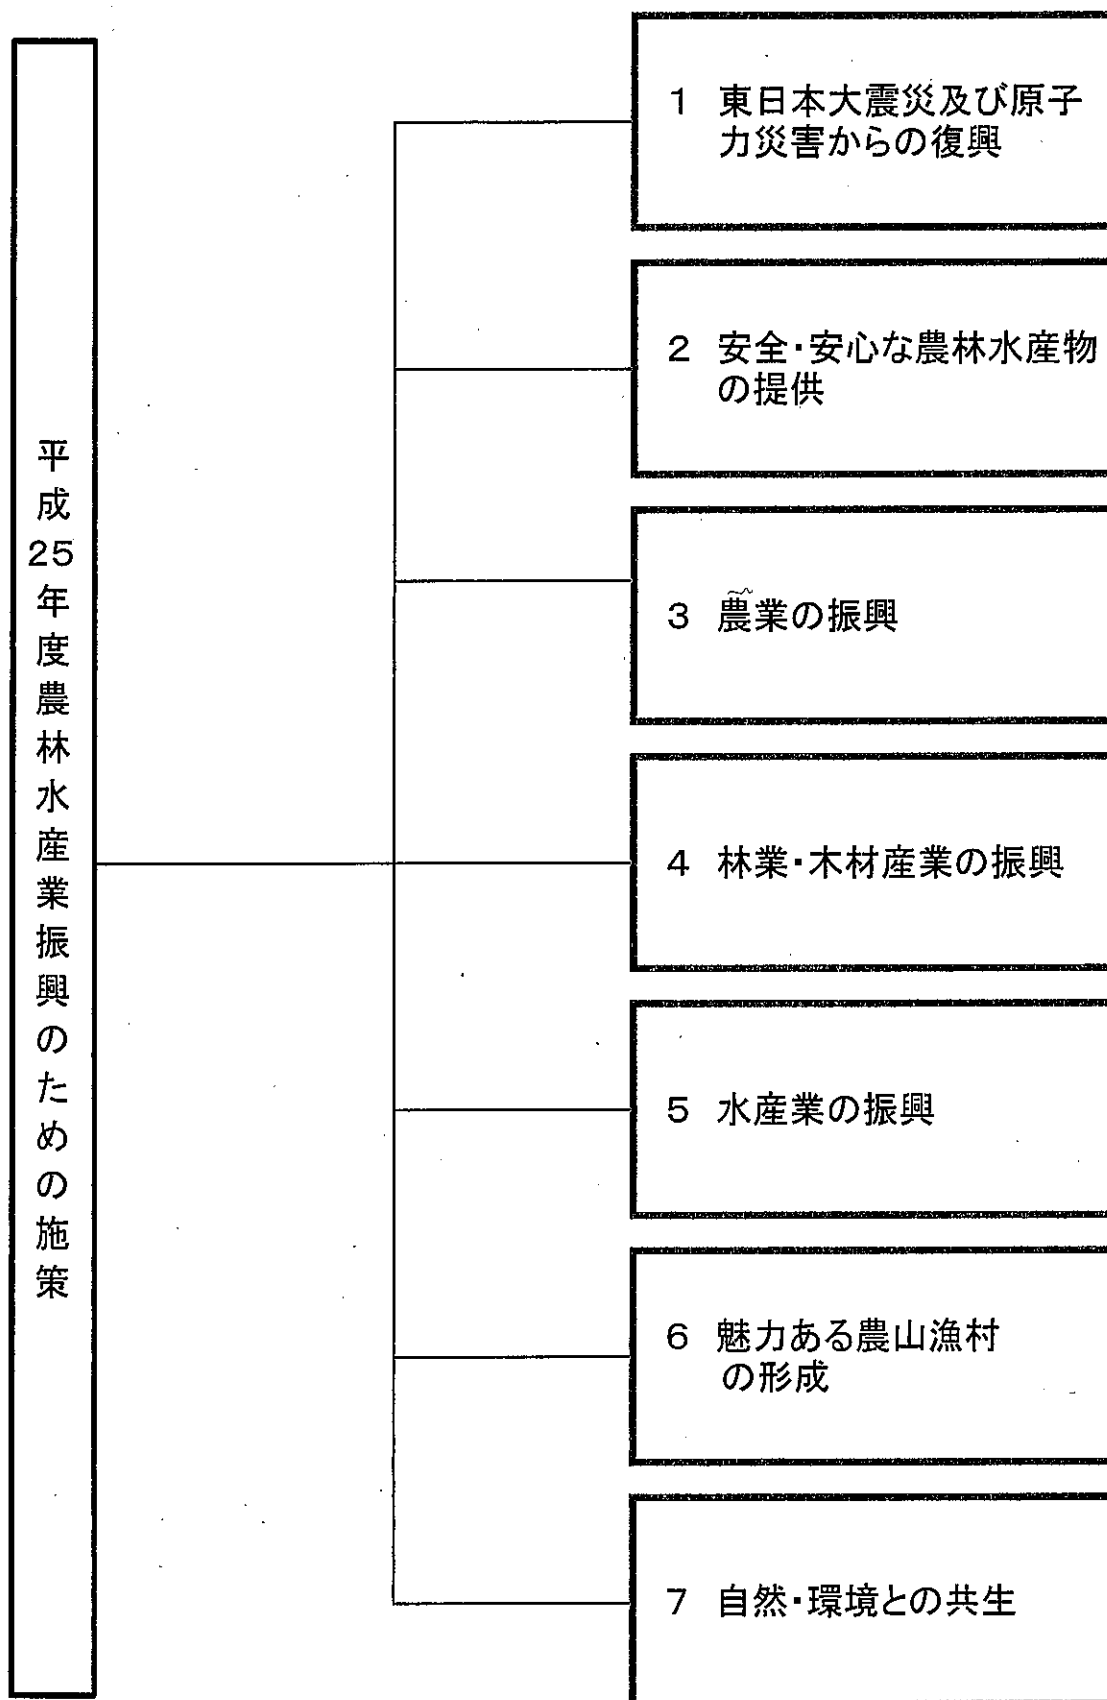 平成25年度農林水産業振興のための施策
1 東日本大震災及び原子
力災害からの復興
2 安全・安心な農林水産物
の提供
3 農業の振興
4 林業・木材産業の振興
5 水産業の振興
6 魅力ある農山漁村
の形成
7 自然・環境との共生